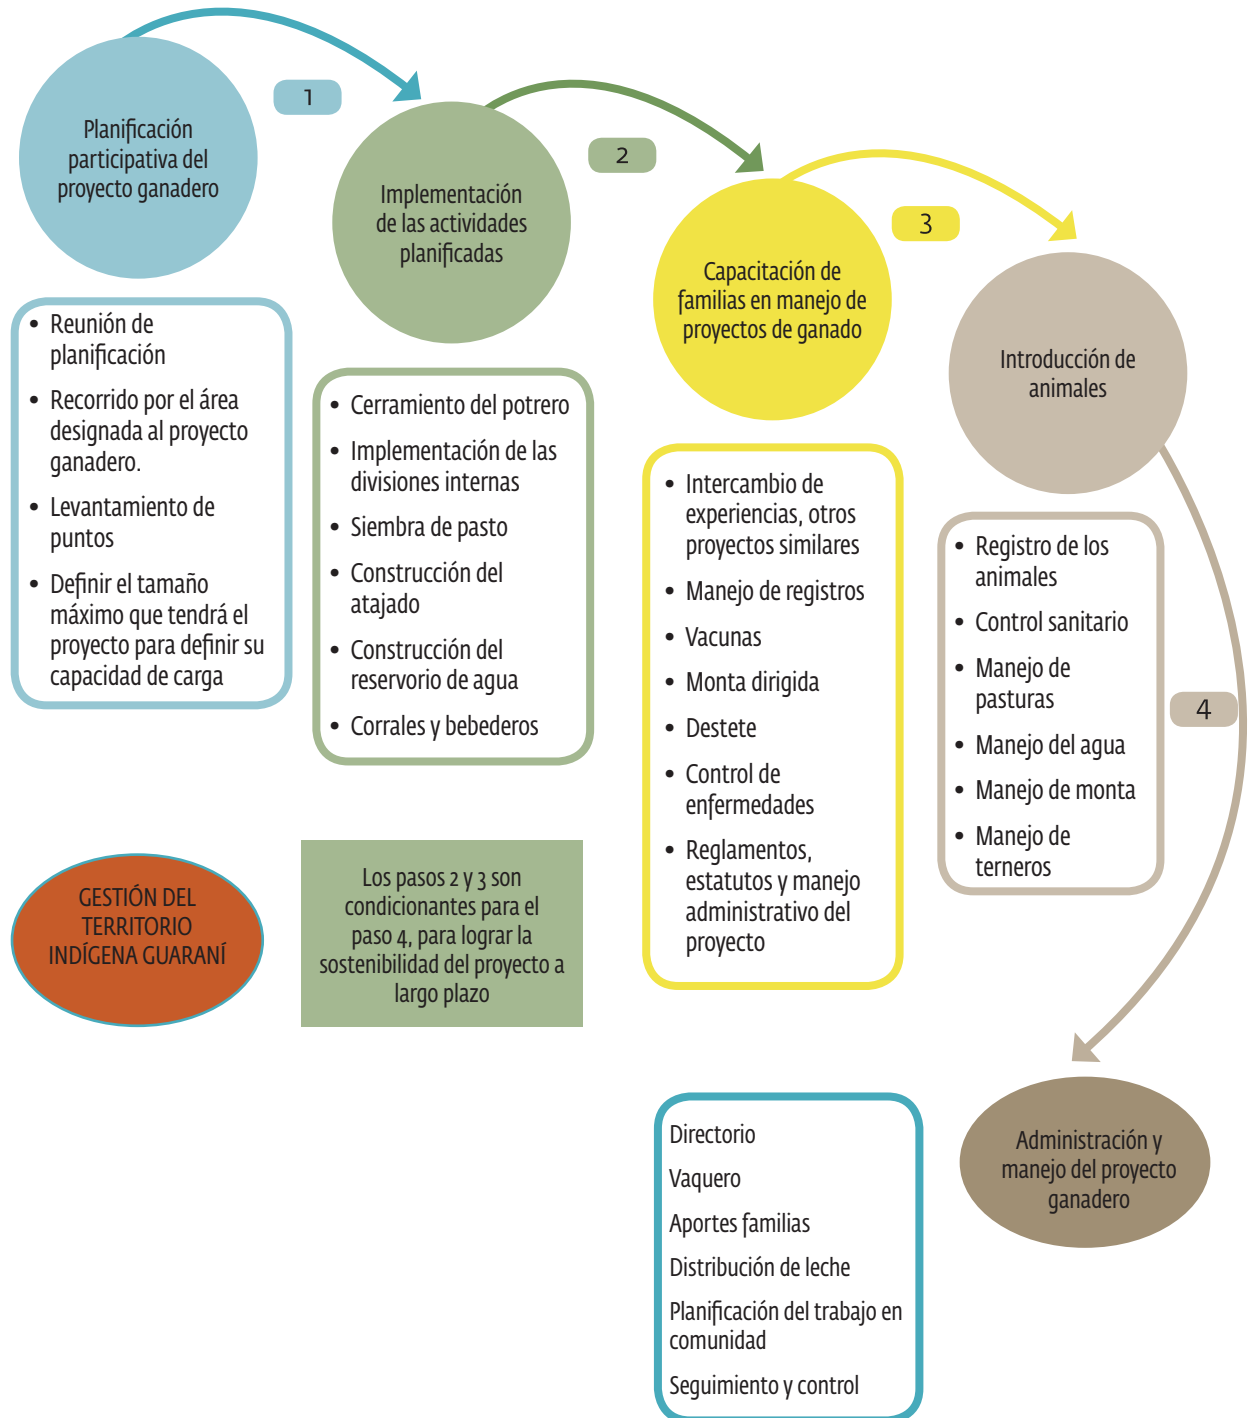 Planificación
participativa del
proyecto ganadero
1
• Reunión de
planificación
• Recorrido por el área
designada al proyecto
ganadero.
• Levantamiento de
puntos
• Definir el tamaño
máximo que tendrá el
proyecto para definir su
capacidad de carga
Implementación
de las actividades
planificadas
2
• Cerramiento del potrero
• Implementación de las
divisiones internas
• Siembra de pasto
• Construcción del
atajado
• Construcción del
reservorio de agua
• Corrales y bebederos
Capacitación de
familias en manejo de
proyectos de ganado
3
• Intercambio de
experiencias, otros
proyectos similares
• Manejo de registros
• Vacunas
• Monta dirigida
• Destete
• Control de
enfermedades
• Reglamentos,
estatutos y manejo
administrativo del
proyecto
Introducción de
animales
• Registro de los
animales
• Control sanitario
• Manejo de
pasturas
• Manejo del agua
• Manejo de monta
• Manejo de
terneros
4
GESTIÓN DEL
TERRITORIO
INDÍGENA GUARANÍ
Los pasos 2 y 3 son
condicionantes para el
paso 4, para lograr la
sostenibilidad del proyecto a
largo plazo
Administración y
manejo del proyecto
ganadero
Directorio
Vaquero
Aportes familias
Distribución de leche
Planificación del trabajo en
comunidad
Seguimiento y control